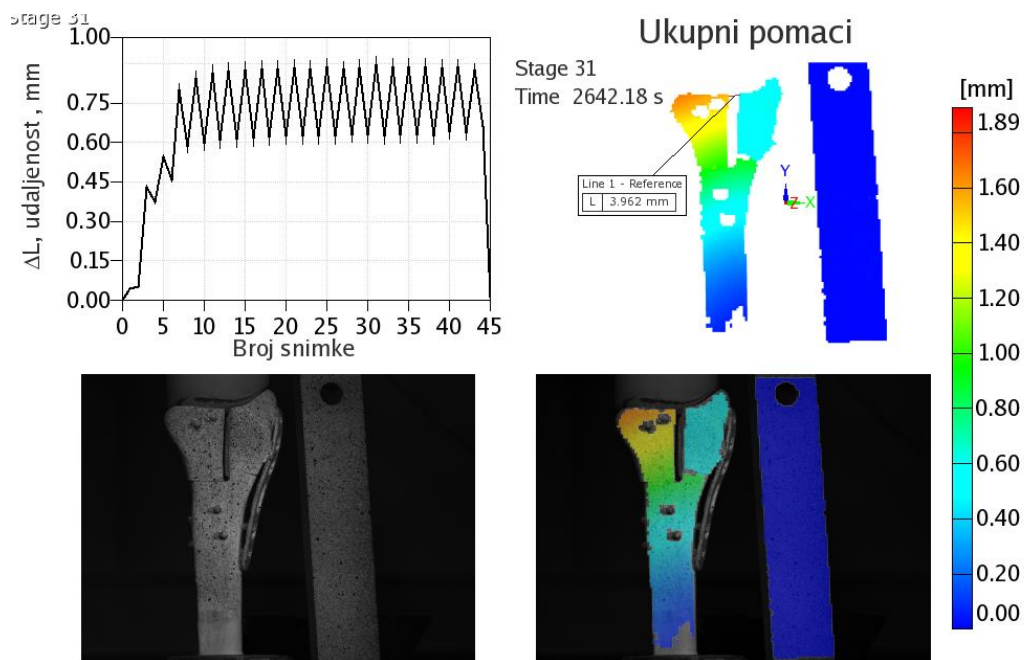 Stage 31
1.00
0.75
0.60
0.45
0.30
0.15
0.00
ΔL, udaljenost , mm
0 5 10 15 20 25 30 35 40 45
Broj snimke
Ukupni pomaci
Stage 31
Time 2642.18 s
Line 1 - Reference
L 3.962 mm
Y
Z X
[mm]
1.89
1.60
1.40
1.20
1.00
0.80
0.60
0.40
0.20
0.00